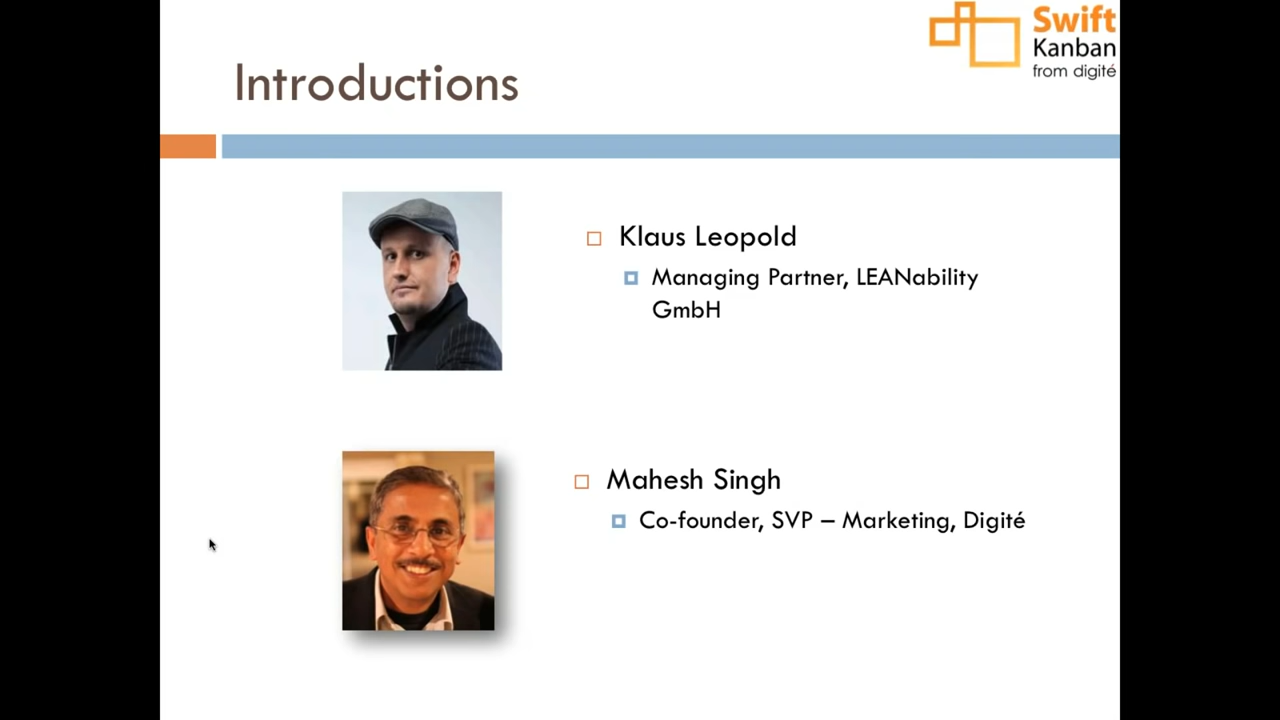 Swift
Kanban
from digité
Introductions
Klaus Leopold
Managing Partner, LEANability
GmbH
Mahesh Singh
Co-founder, SVP – Marketing, Digité